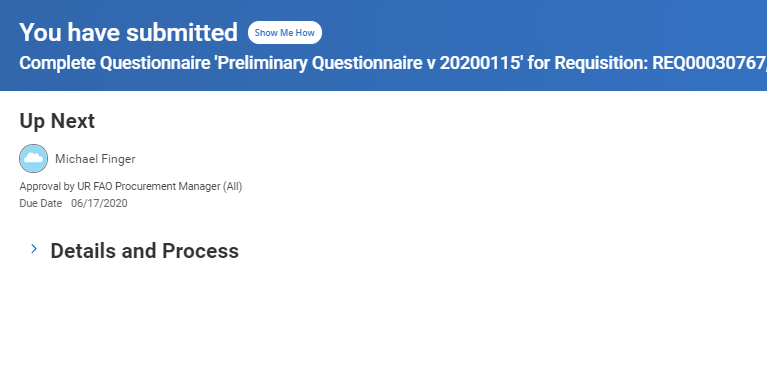 You have submitted Show Me How
Complete Questionnaire 'Preliminary Questionnaire v 20200115' for Requisition: REQ00030767,
Up Next
Michael Finger
Approval by UR FAO Procurement Manager (All)
Due Date 06/17/2020
Details and Process